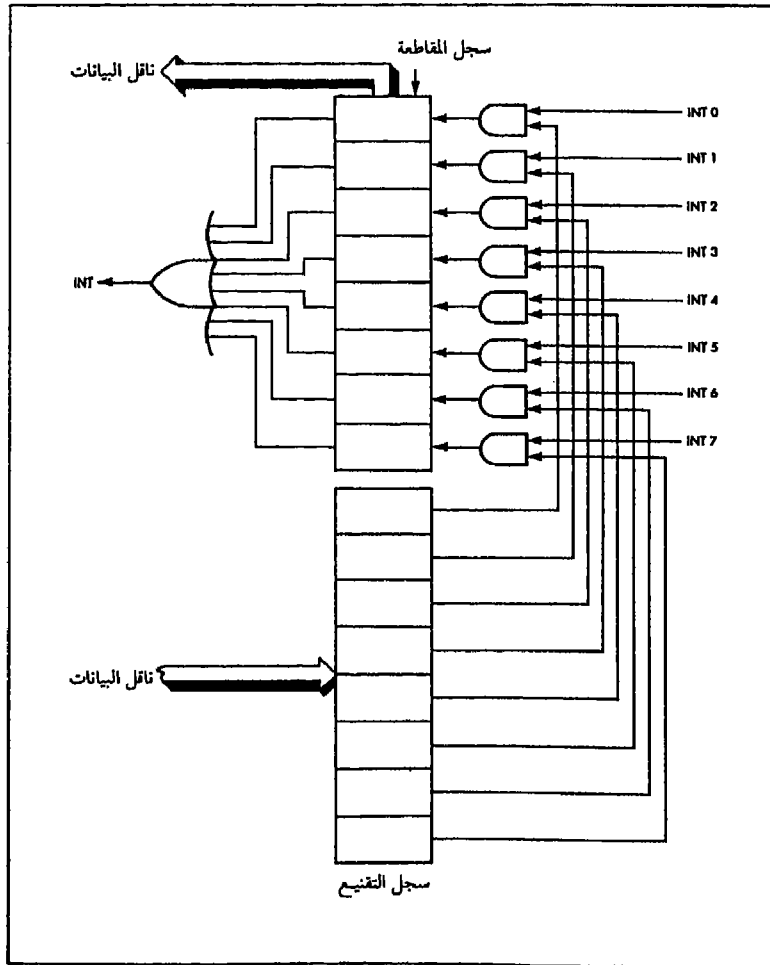 سجل المقاطعة
ناقل البيانات
INT 0
INT 1
INT 2
INT 3
INT
INT 4
INT 5
INT 6
INT 7
ناقل البيانات
سجل التقنيع